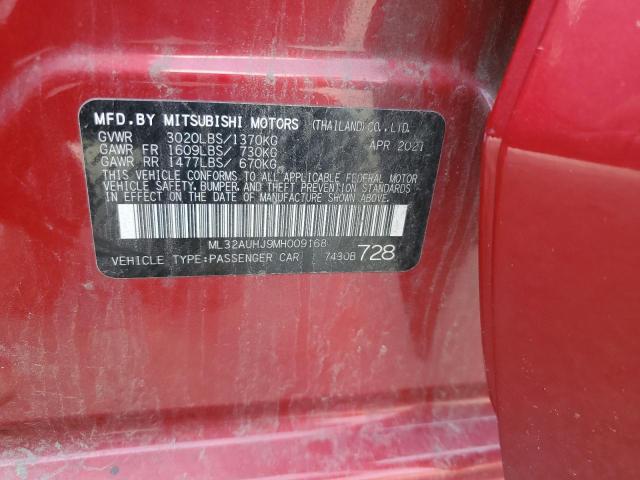 MFD.BY MITSUBISHI MOTORS (THAILAND)CO.,LTD.
GVWR 3020LBS/1370KG APR 2021
GAWR FR 1609LBS/ 730KG
GAWR RR 1477LBS/ 670KG
THIS VEHICLE CONFORMS TO ALL APPLICABLE FEDERAL MOTOR
VEHICLE SAFETY, BUMPER, AND THEFT PREVENTION STANDARDS
IN EFFECT ON THE DATE OF MANUFACTURE SHOWN ABOVE.
ML32AUHJ9MH009168
VEHICLE TYPE:PASSENGER CAR 74908 728